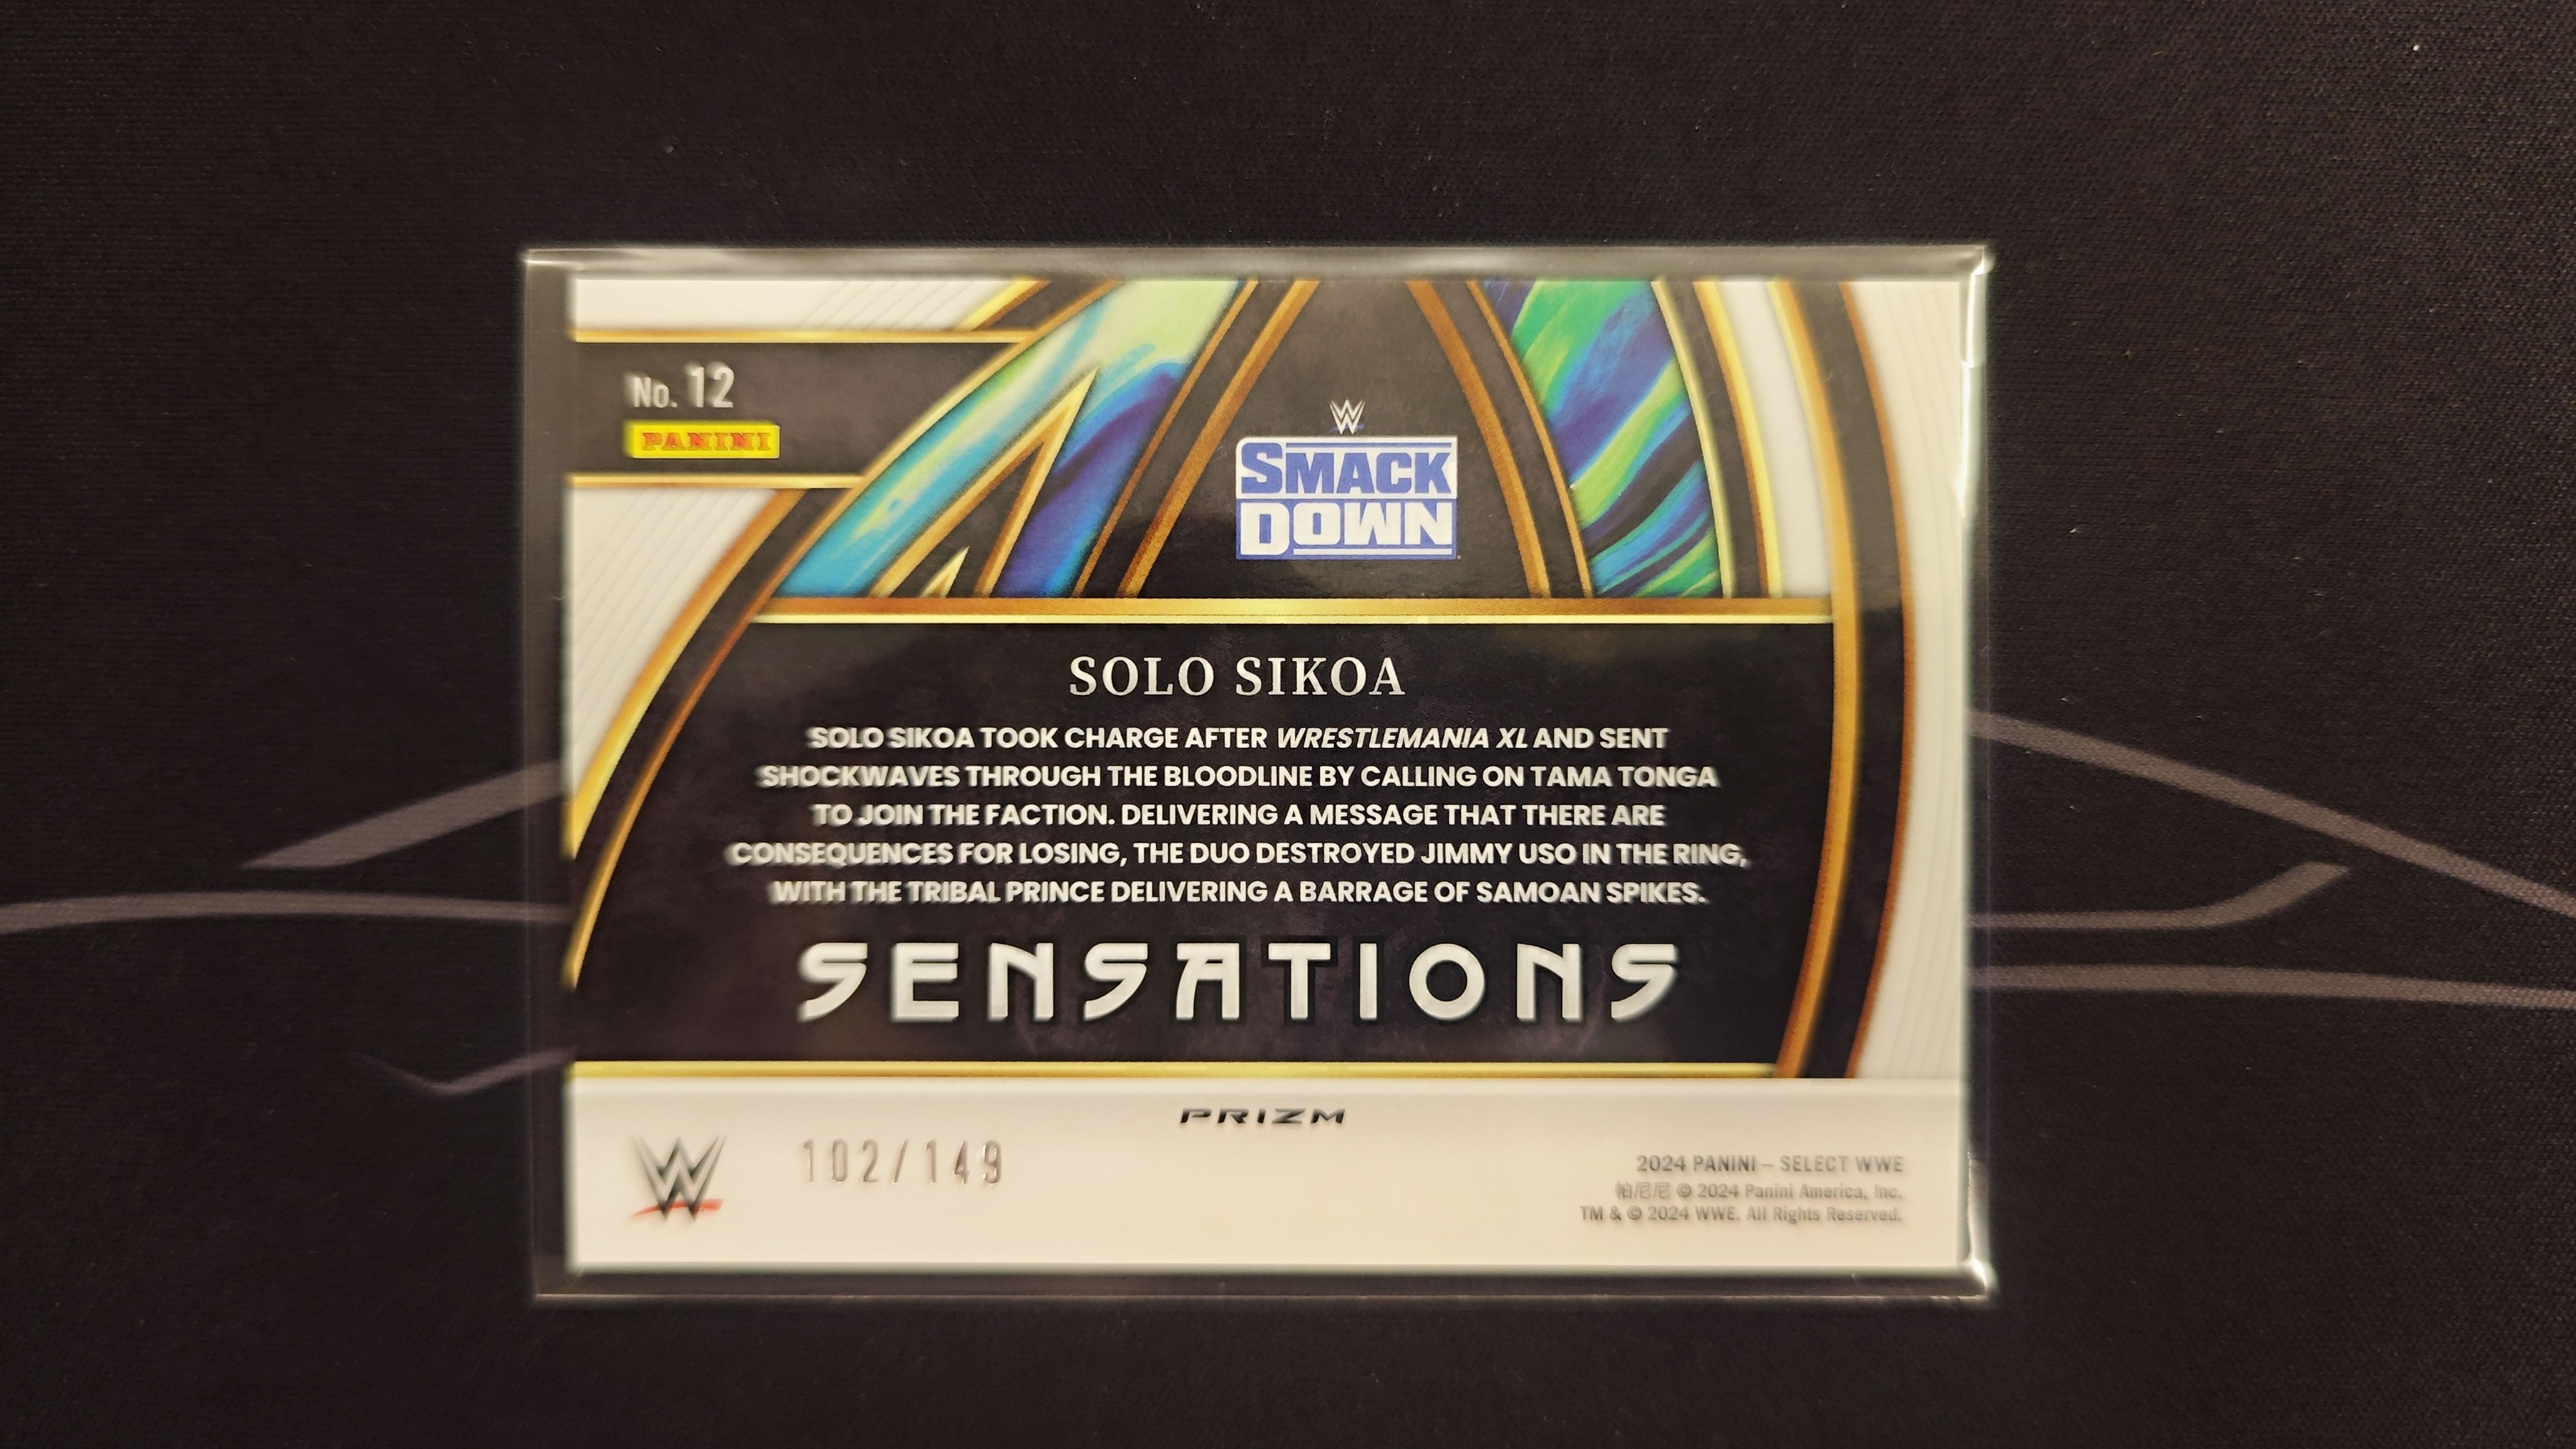 No. 12
PANINI
W
SMACK
DOWN
SOLO SIKOA
SOLO SIKOA TOOK CHARGE AFTER WRESTLEMANIA XL AND SENT
SHOCKWAVES THROUGH THE BLOODLINE BY CALLING ON TAMA TONGA
TO JOIN THE FACTION. DELIVERING A MESSAGE THAT THERE ARE
CONSEQUENCES FOR LOSING, THE DUO DESTROYED JIMMY USO IN THE RING,
WITH THE TRIBAL PRINCE DELIVERING A BARRAGE OF SAMOAN SPIKES.
SENSATIONS
PRIZM
W
102/149
2024 PANINI – SELECT WWE
帕尼尼 © 2024 Panini America, Inc.
TM & © 2024 WWE. All Rights Reserved.